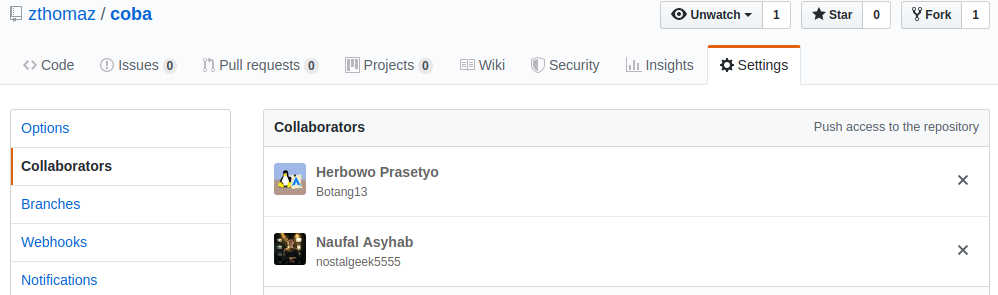 zthomaz / coba
Unwatch 1 Star 0 Fork 1
Code Issues 0 Pull requests 0 Projects 0 Wiki Security Insights Settings
Options
Collaborators
Branches
Webhooks
Notifications
Collaborators Push access to the repository
Herbowo Prasetyo
Botang13
Naufal Asyhab
nostalgeek5555